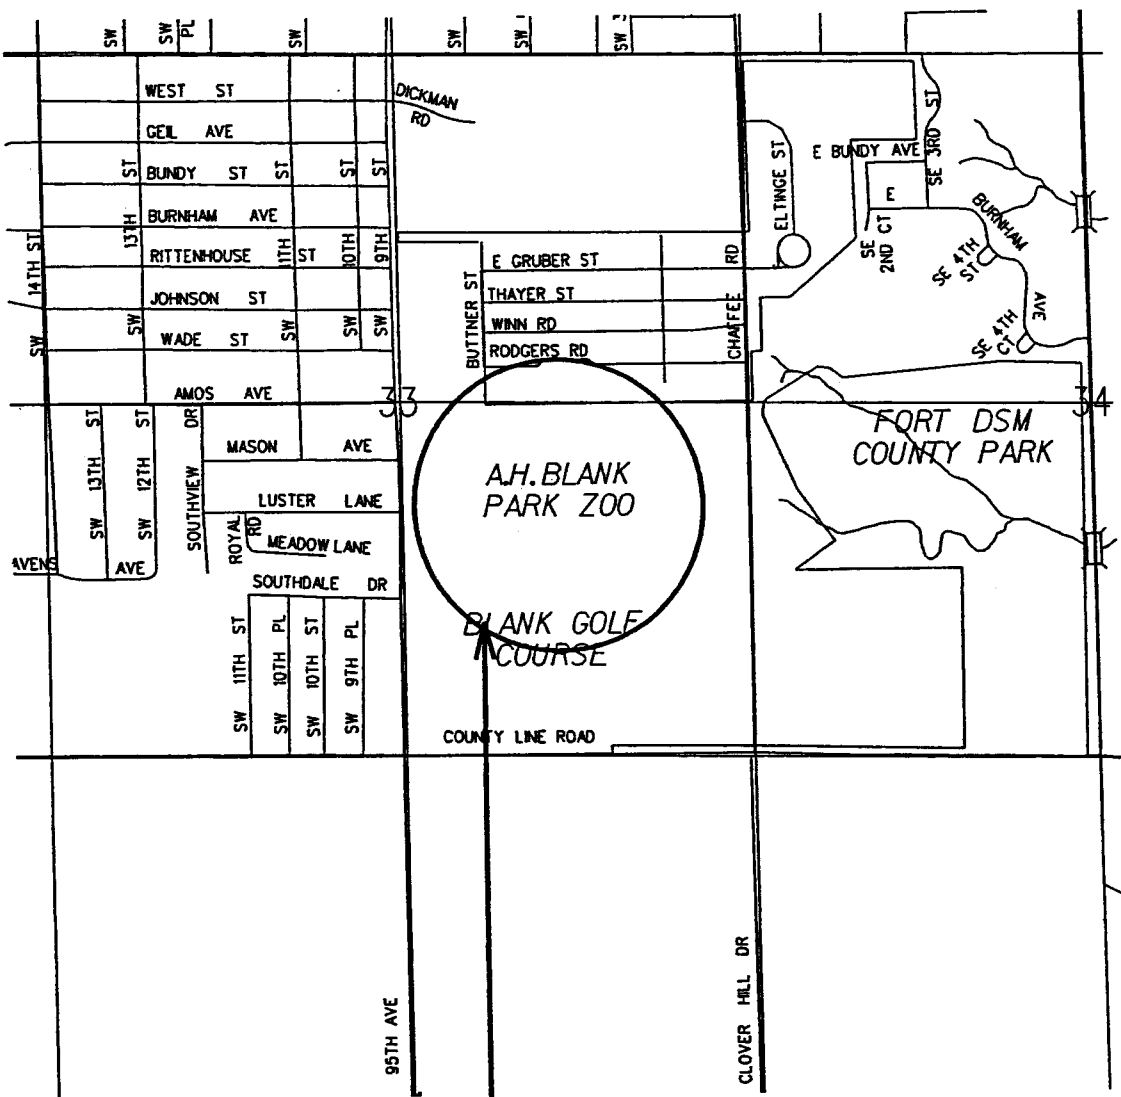 SW
SW PL
SW
SW
SW
SW
WEST ST
DICKMAN
RD
GEIL AVE
13TH ST
BUNDY ST
11TH ST
10TH ST
9TH ST
BURNHAM AVE
RITTENHOUSE ST
14TH ST
JOHNSON ST
SW
SW
SW
SW
SW
WADE ST
AMOS AVE
E GRUBER ST
BUTTNER ST
THAYER ST
WINN RD
RODGERS RD
CHAFFEE RD
ELTINGE ST
E BUNDY AVE
SE 3RD ST
E BURNHAM AVE
SE 2ND CT
SE 4TH ST
SE 4TH CT
33
34
SW 13TH ST
SW 12TH ST
SOUTHVIEW DR
MASON AVE
LUSTER LANE
ROYAL RD
MEADOW LANE
AVENS AVE
SOUTHDALE DR
SW 11TH ST
SW 10TH PL
SW 10TH ST
SW 9TH PL
A.H. BLANK
PARK ZOO
BLANK GOLF
COURSE
FORT DSM
COUNTY PARK
COUNTY LINE ROAD
95TH AVE
CLOVER HILL DR